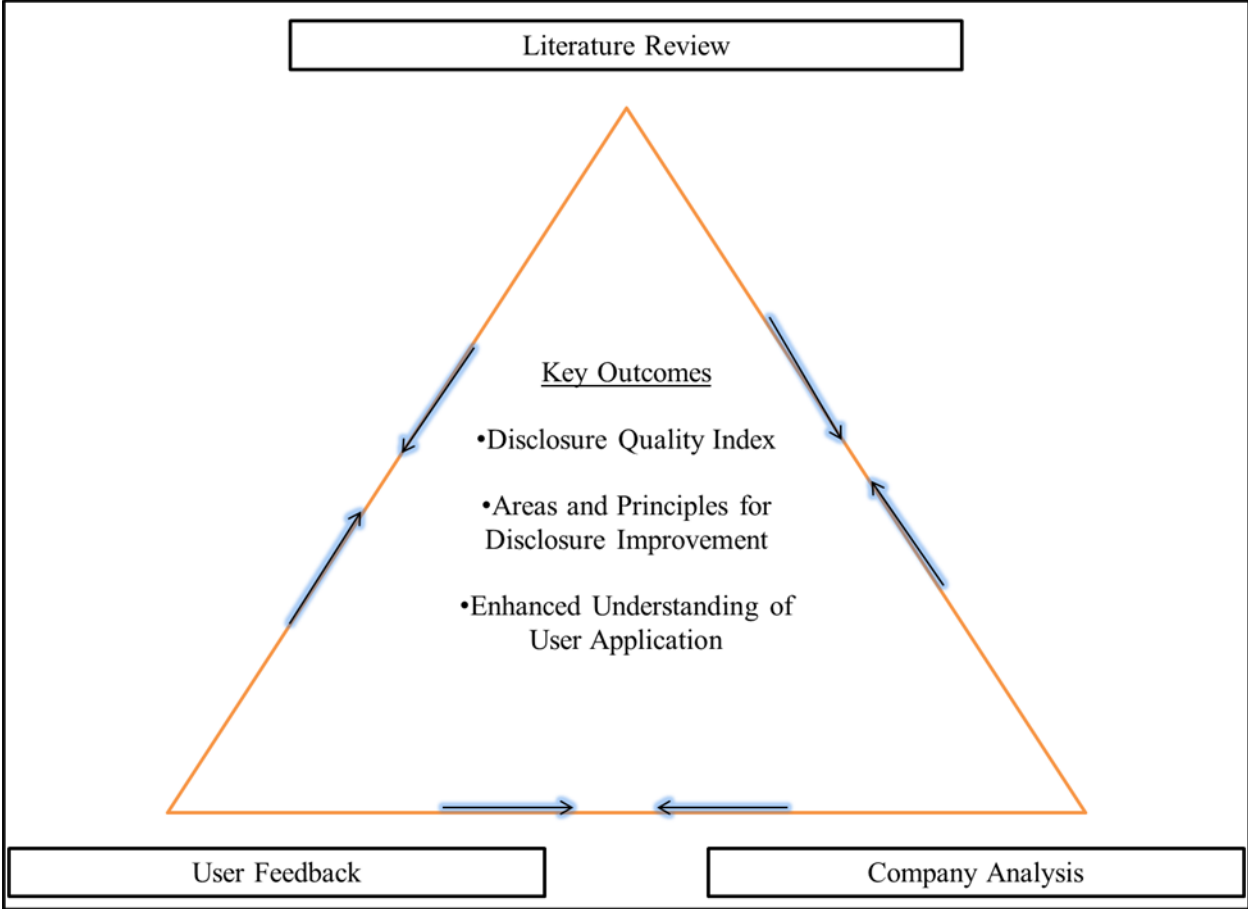 Literature Review
Key Outcomes
•Disclosure Quality Index
•Areas and Principles for
Disclosure Improvement
•Enhanced Understanding of
User Application
User Feedback
Company Analysis